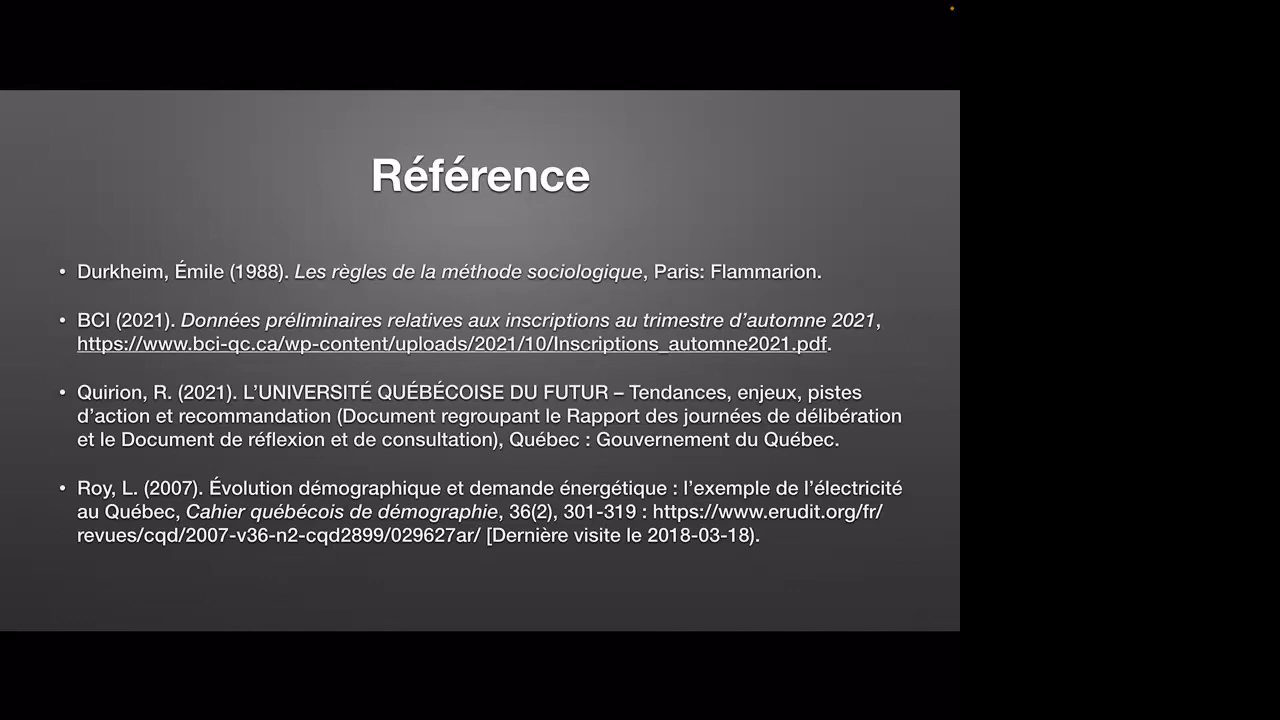 Référence
• Durkheim, Émile (1988). Les règles de la méthode sociologique, Paris: Flammarion.
• BCI (2021). Données préliminaires relatives aux inscriptions au trimestre d’automne 2021,
https://www.bci-qc.ca/wp-content/uploads/2021/10/Inscriptions_automne2021.pdf.
• Quirion, R. (2021). L’UNIVERSITÉ QUÉBÉCOISE DU FUTUR – Tendances, enjeux, pistes
d’action et recommandation (Document regroupant le Rapport des journées de délibération
et le Document de réflexion et de consultation), Québec : Gouvernement du Québec.
• Roy, L. (2007). Évolution démographique et demande énergétique : l’exemple de l’électricité
au Québec, Cahier québécois de démographie, 36(2), 301-319 : https://www.erudit.org/fr/
revues/cqd/2007-v36-n2-cqd2899/029627ar/ [Dernière visite le 2018-03-18).